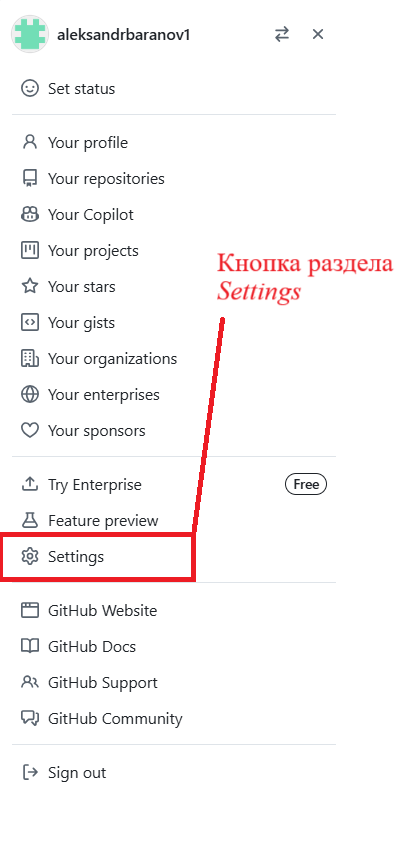 aleksandrbaranov1
Set status
Your profile
Your repositories
Your Copilot
Your projects
Кнопка раздела
Settings
Your stars
Your gists
Your organizations
Your enterprises
Your sponsors
Try Enterprise Free
Feature preview
Settings
GitHub Website
GitHub Docs
GitHub Support
GitHub Community
Sign out